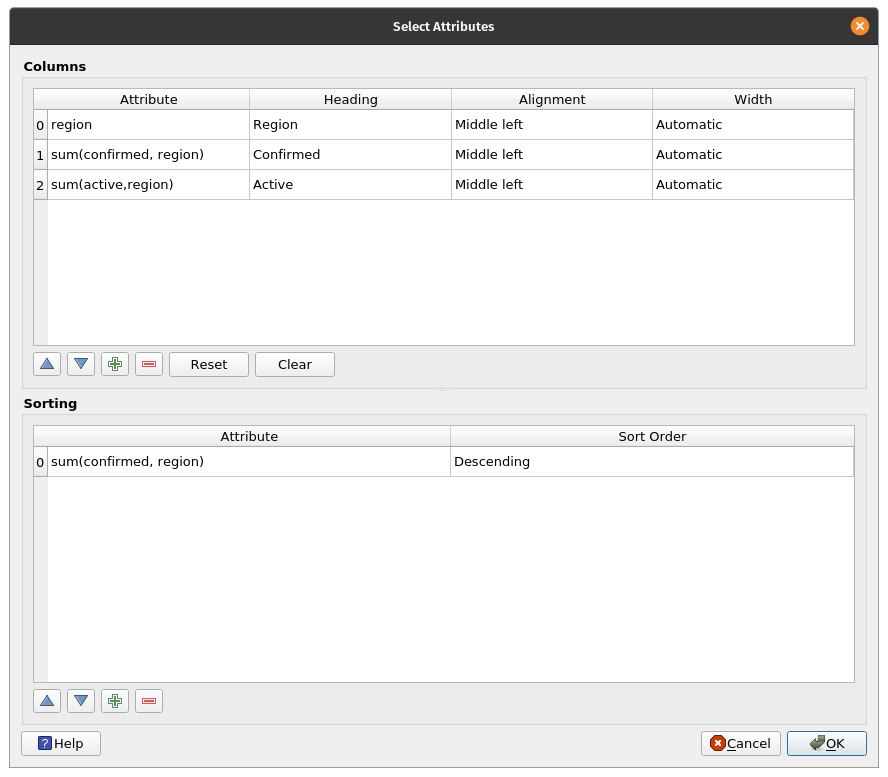 Select Attributes
Columns
Attribute Heading Alignment Width
0 region Region Middle left Automatic
1 sum(confirmed, region) Confirmed Middle left Automatic
2 sum(active,region) Active Middle left Automatic
Reset Clear
Sorting
Attribute Sort Order
0 sum(confirmed, region) Descending
? Help Cancel OK